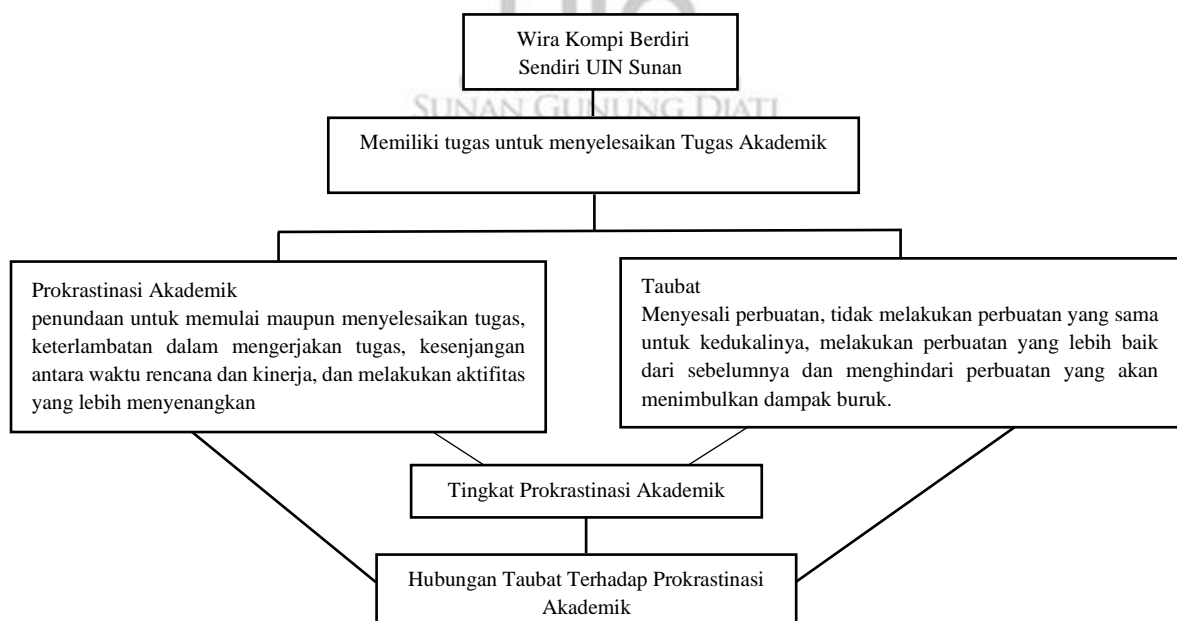 Wira Kompi Berdiri
Sendiri UIN Sunan
SUNAN GUNUNG DJATI
Memiliki tugas untuk menyelesaikan Tugas Akademik
Prokrastinasi Akademik
penundaan untuk memulai maupun menyelesaikan tugas,
keterlambatan dalam mengerjakan tugas, kesenjangan
antara waktu rencana dan kinerja, dan melakukan aktifitas
yang lebih menyenangkan
Taubat
Menyesali perbuatan, tidak melakukan perbuatan yang sama
untuk kedukalinya, melakukan perbuatan yang lebih baik
dari sebelumnya dan menghindari perbuatan yang akan
menimbulkan dampak buruk.
Tingkat Prokrastinasi Akademik
Hubungan Taubat Terhadap Prokrastinasi
Akademik